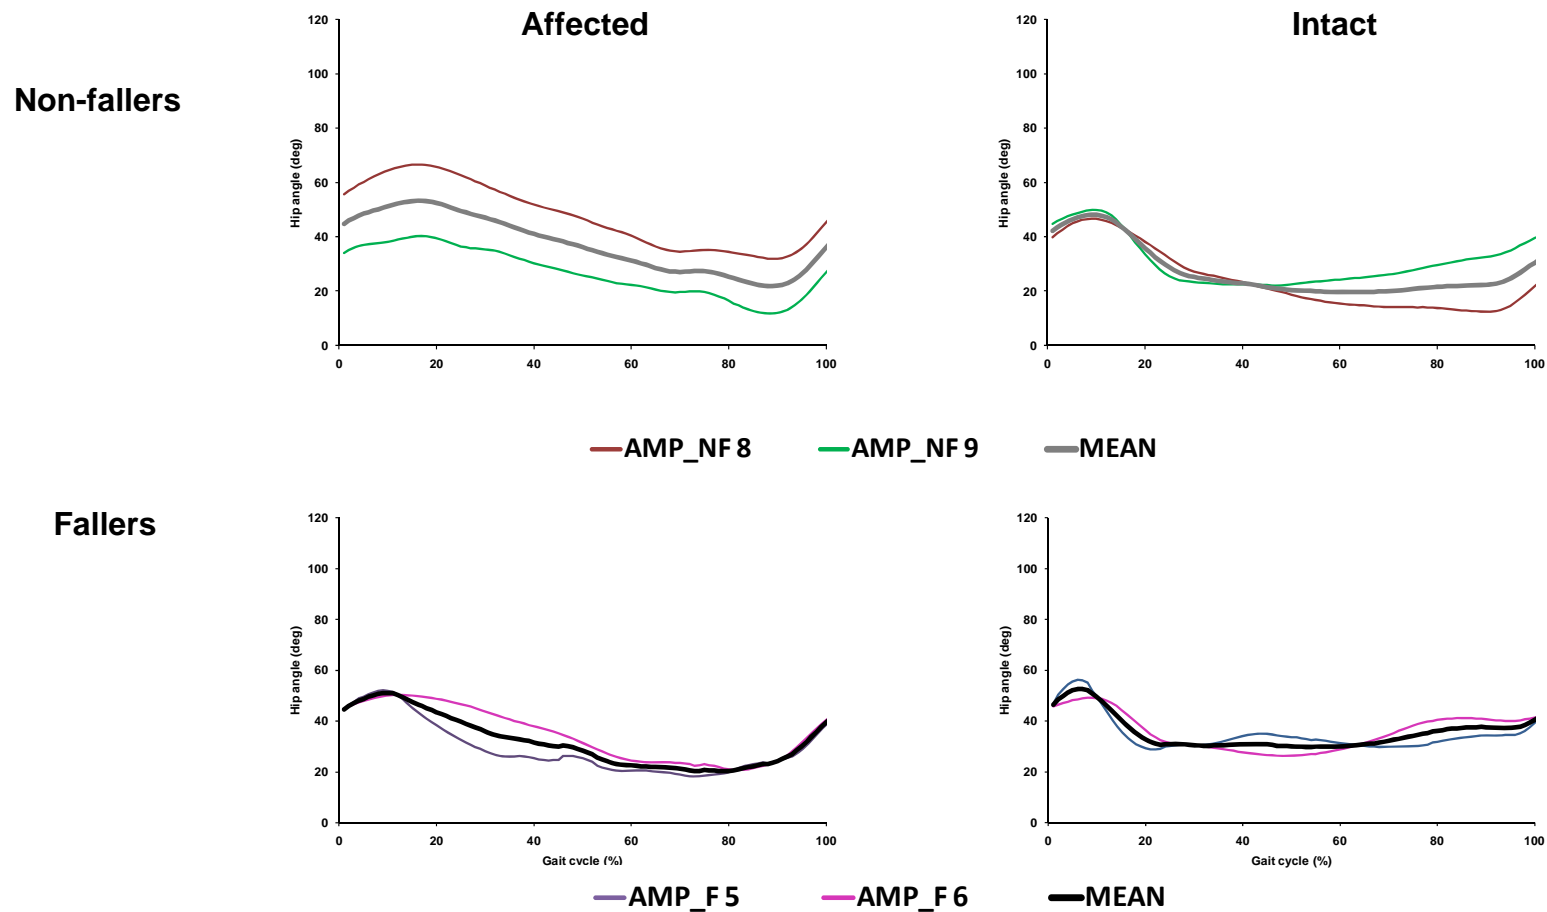 Affected
Intact
Non-fallers
Hip angle (deg)
120
100
80
60
40
20
0
0 20 40 60 80 100
Hip angle (deg)
120
100
80
60
40
20
0
0 20 40 60 80 100
AMP_NF 8 AMP_NF 9 MEAN
Fallers
Hip angle (deg)
120
100
80
60
40
20
0
0 20 40 60 80 100
Gait cycle (%)
Hip angle (deg)
120
100
80
60
40
20
0
0 20 40 60 80 100
Gait cycle (%)
AMP_F 5 AMP_F 6 MEAN